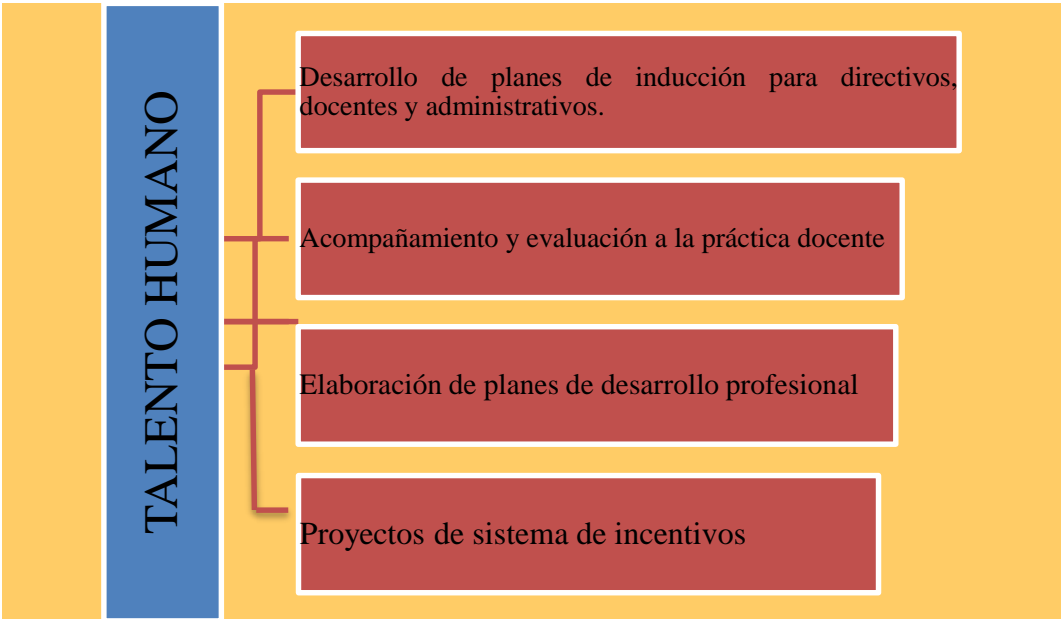 TALENTO HUMANO
Desarrollo de planes de inducción para directivos,
docentes y administrativos.
Acompañamiento y evaluación a la práctica docente
Elaboración de planes de desarrollo profesional
Proyectos de sistema de incentivos